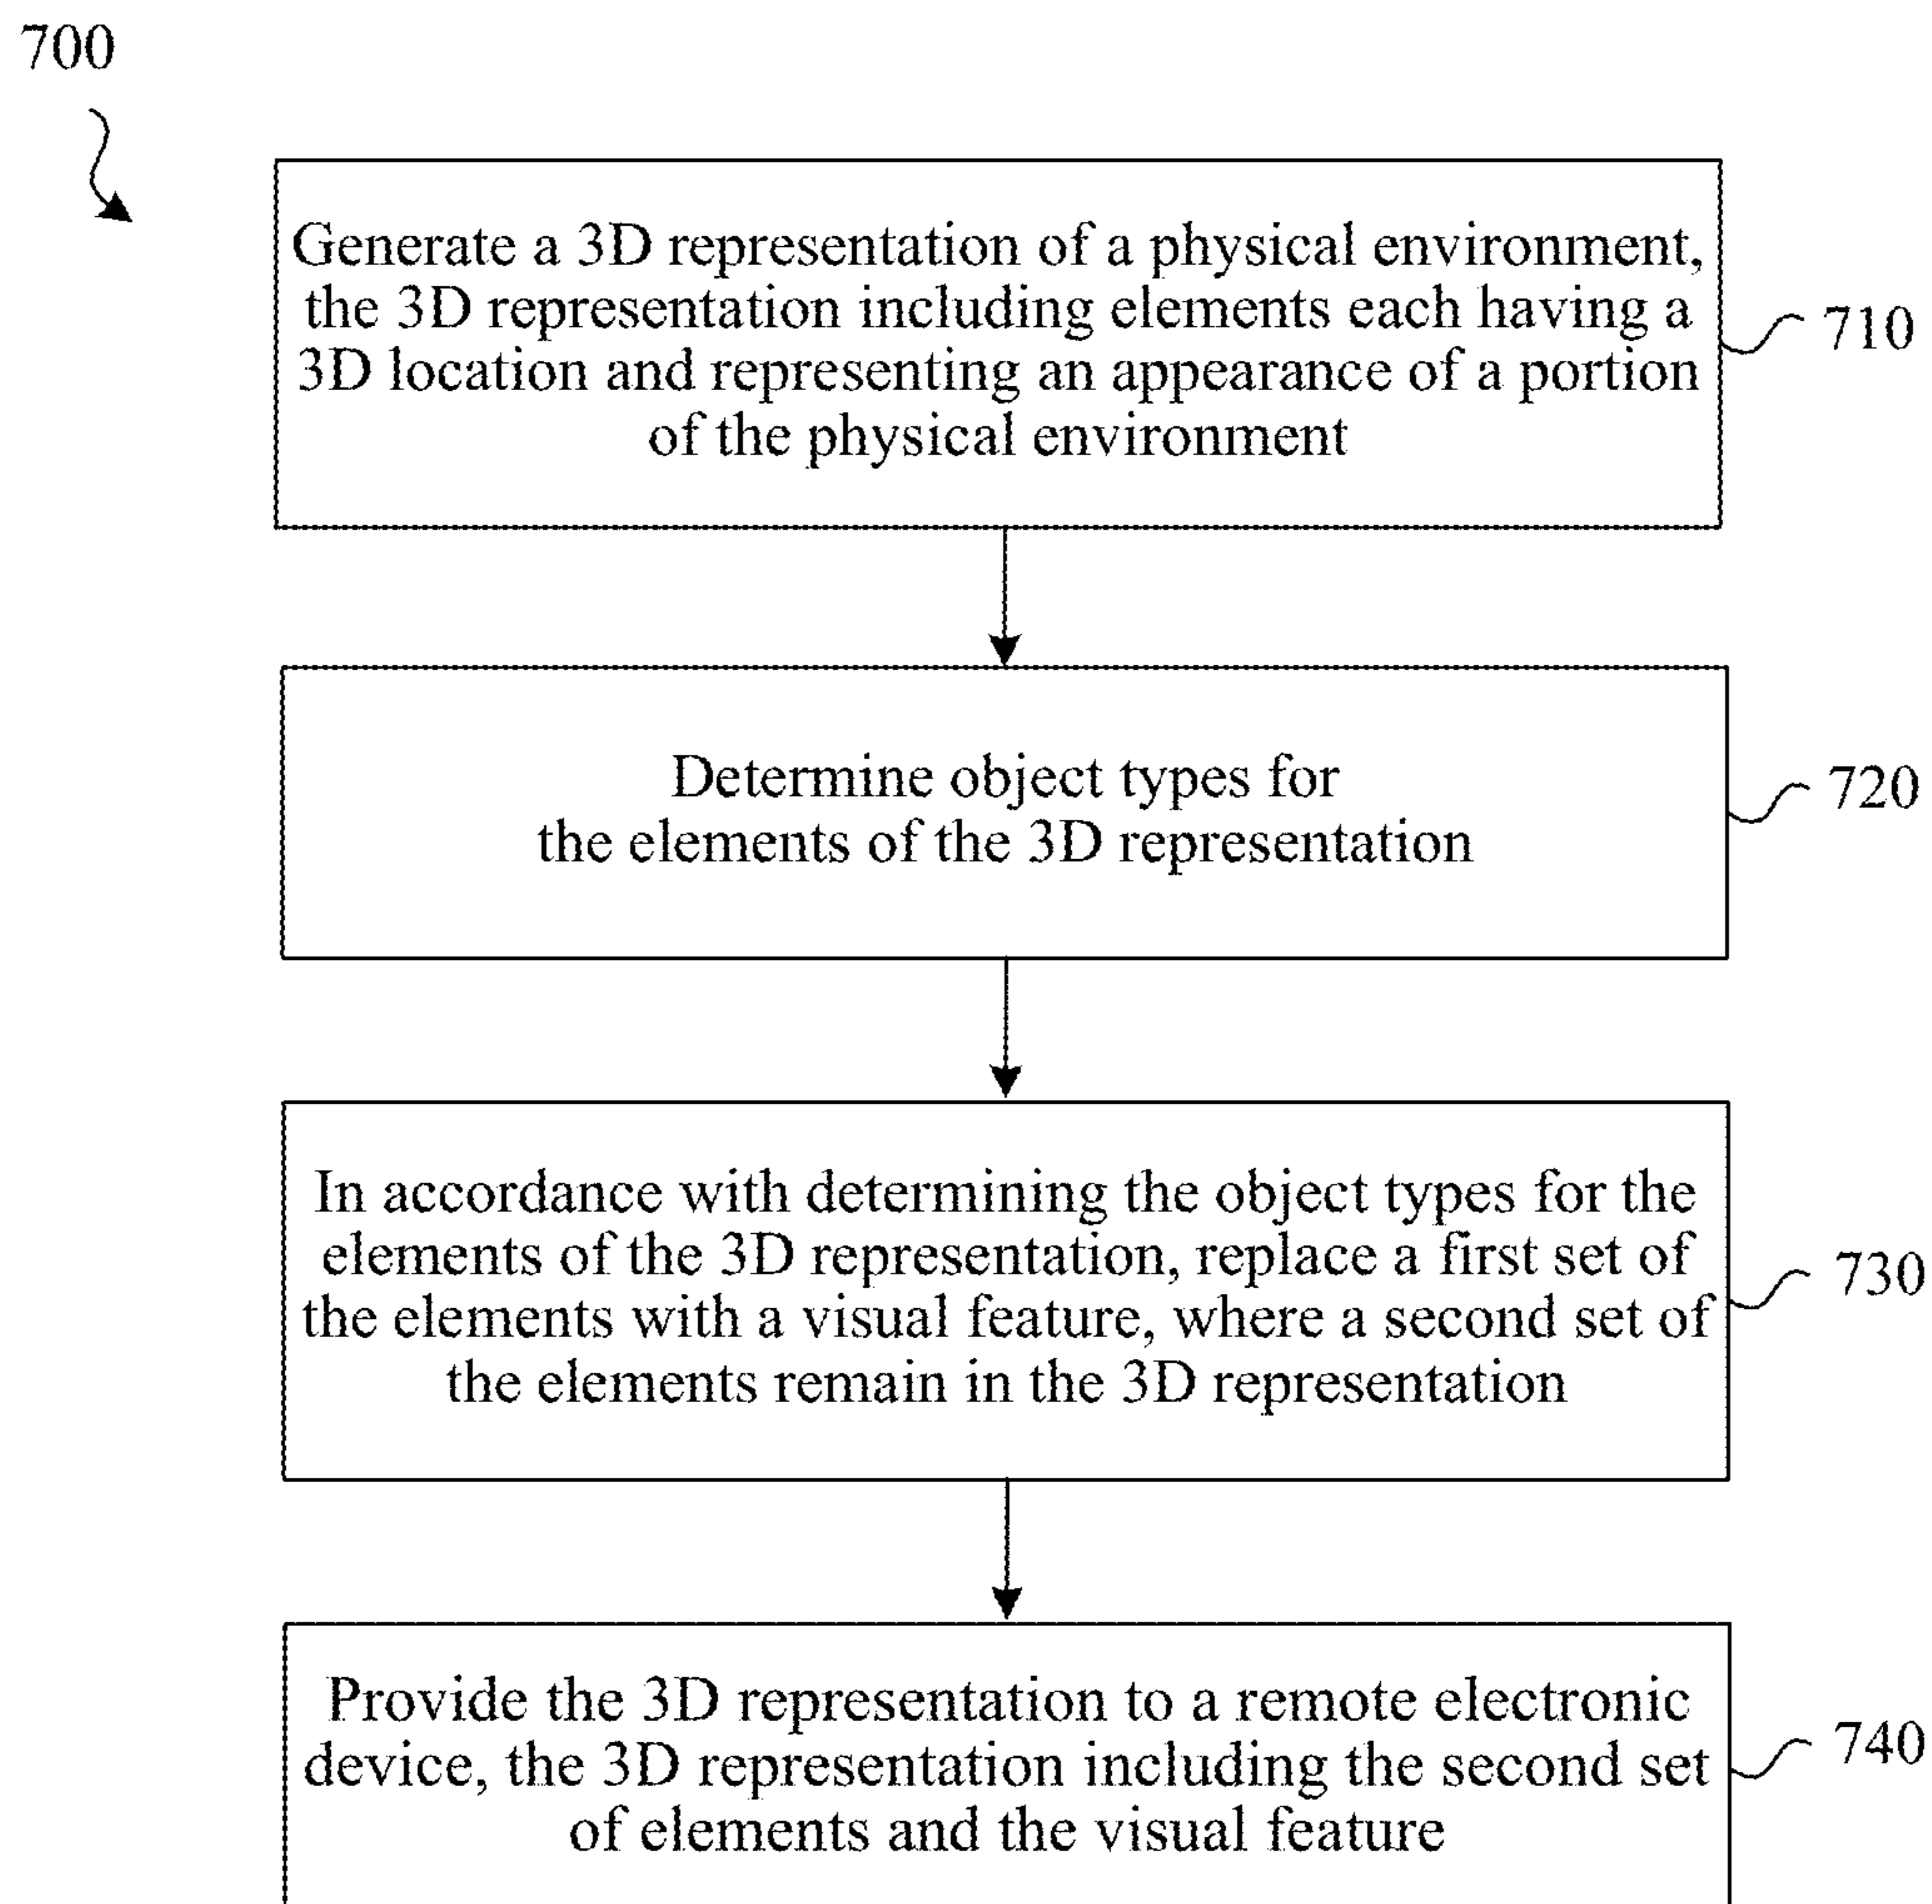 700
Generate a 3D representation of a physical environment,
the 3D representation including elements each having a
3D location and representing an appearance of a portion
of the physical environment
710
Determine object types for
the elements of the 3D representation
720
In accordance with determining the object types for the
elements of the 3D representation, replace a first set of
the elements with a visual feature, where a second set of
the elements remain in the 3D representation
730
Provide the 3D representation to a remote electronic
device, the 3D representation including the second set
of elements and the visual feature
740